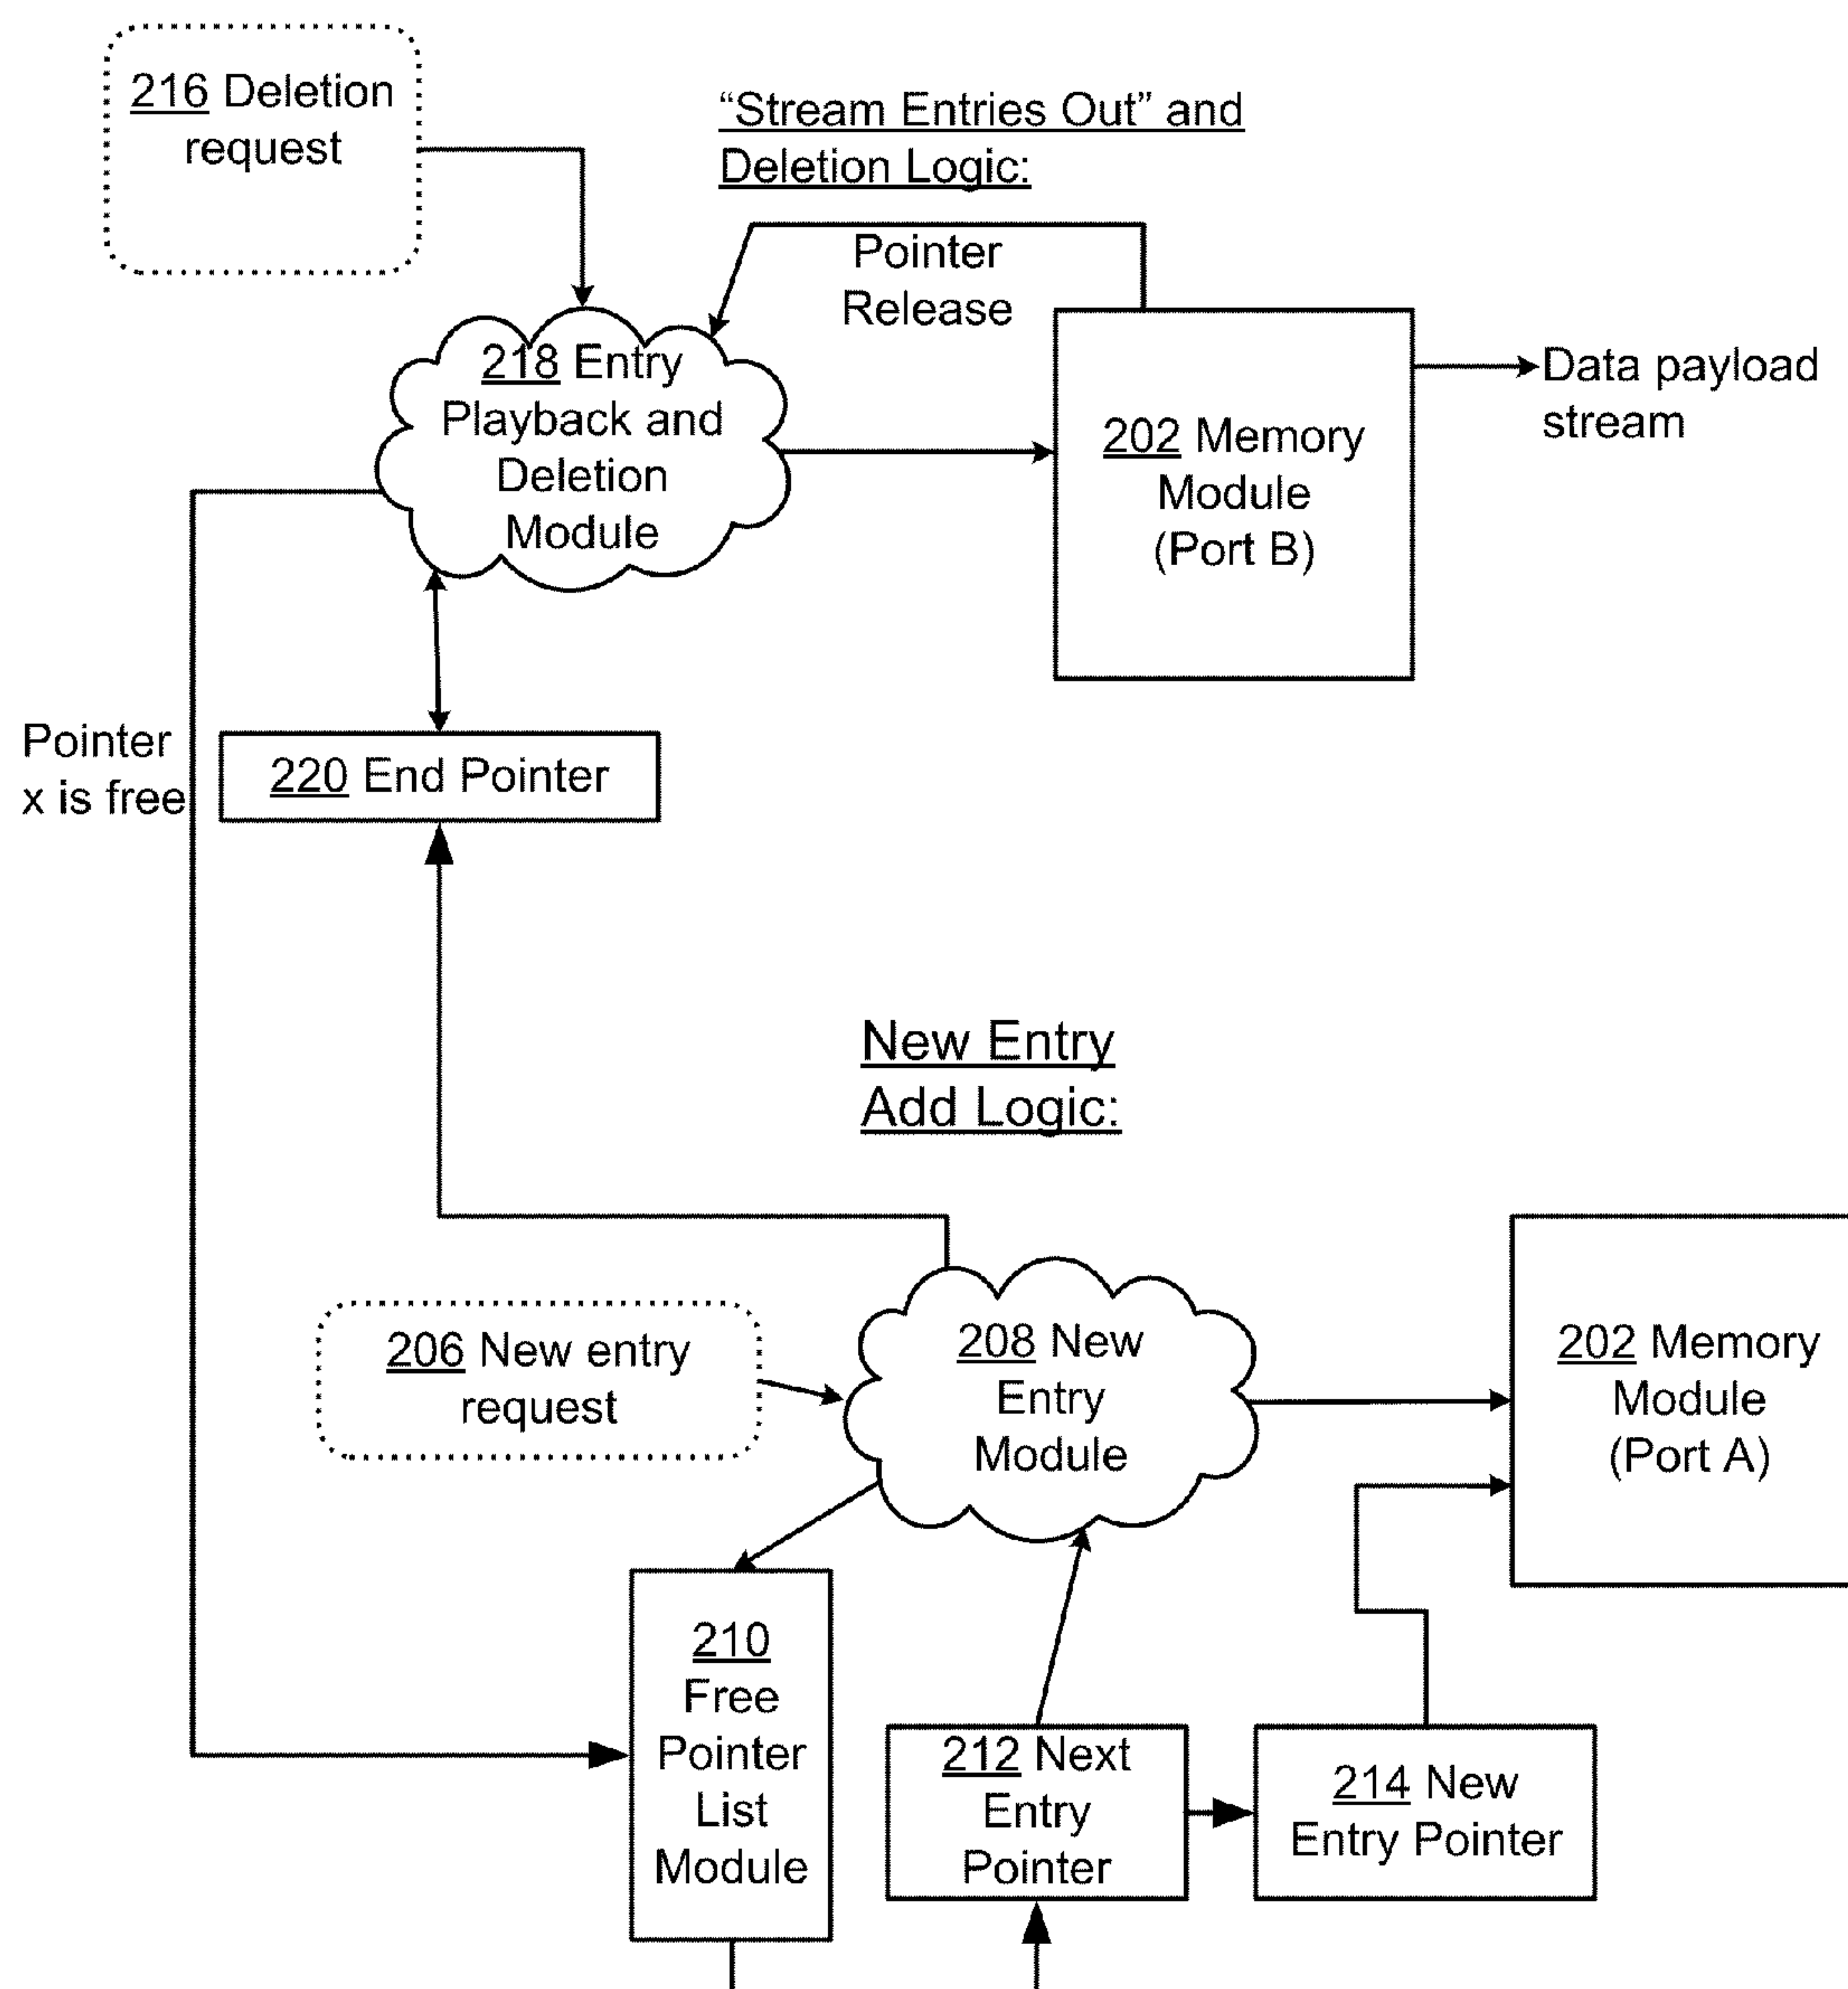 216 Deletion
request
“Stream Entries Out” and
Deletion Logic:
Pointer
Release
218 Entry
Playback and
Deletion
Module
202 Memory
Module
(Port B)
Data payload
stream
Pointer
x is free
220 End Pointer
New Entry
Add Logic:
206 New entry
request
208 New
Entry
Module
202 Memory
Module
(Port A)
210
Free
Pointer
List
Module
212 Next
Entry
Pointer
214 New
Entry Pointer